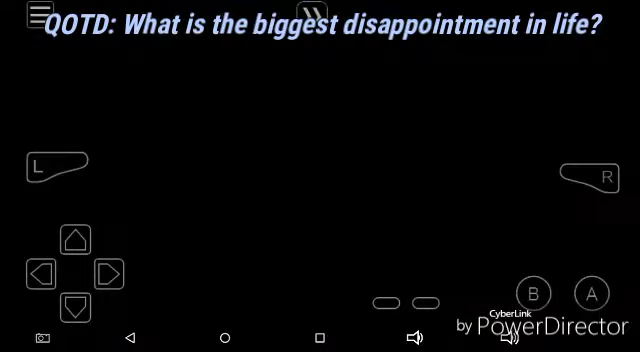 QOTD: What is the biggest disappointment in life?
L
R
B
A
CyberLink
by PowerDirector